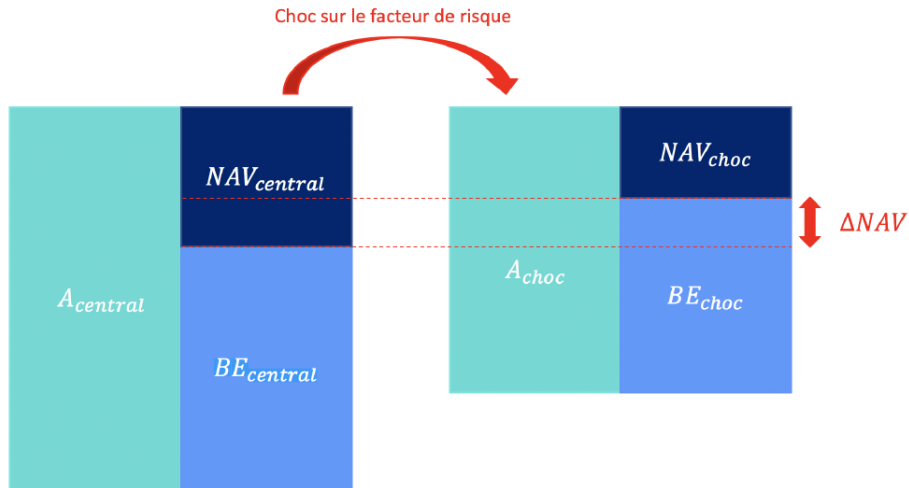 Choc sur le facteur de risque
NAV_central
NAV_choc
ΔNAV
A_central
A_choc
BE_choc
BE_central